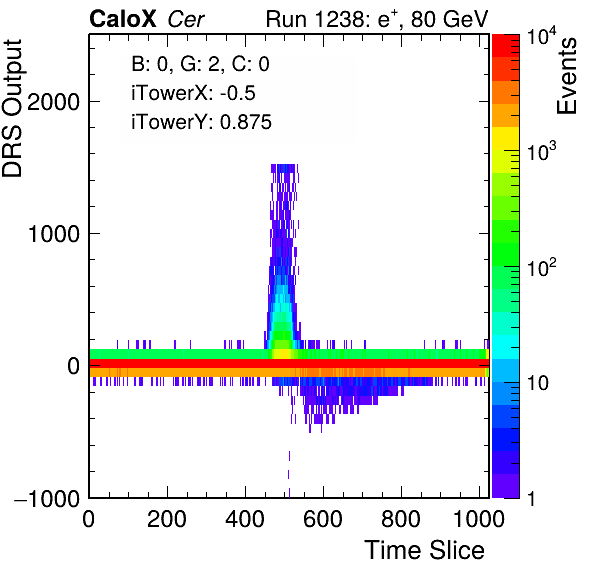 CaloX Cer Run 1238: e⁺, 80 GeV
B: 0, G: 2, C: 0
iTowerX: -0.5
iTowerY: 0.875
DRS Output
2000
1000
0
−1000
0 200 400 600 800 1000
Time Slice
10⁴
10³
10²
10
1
Events